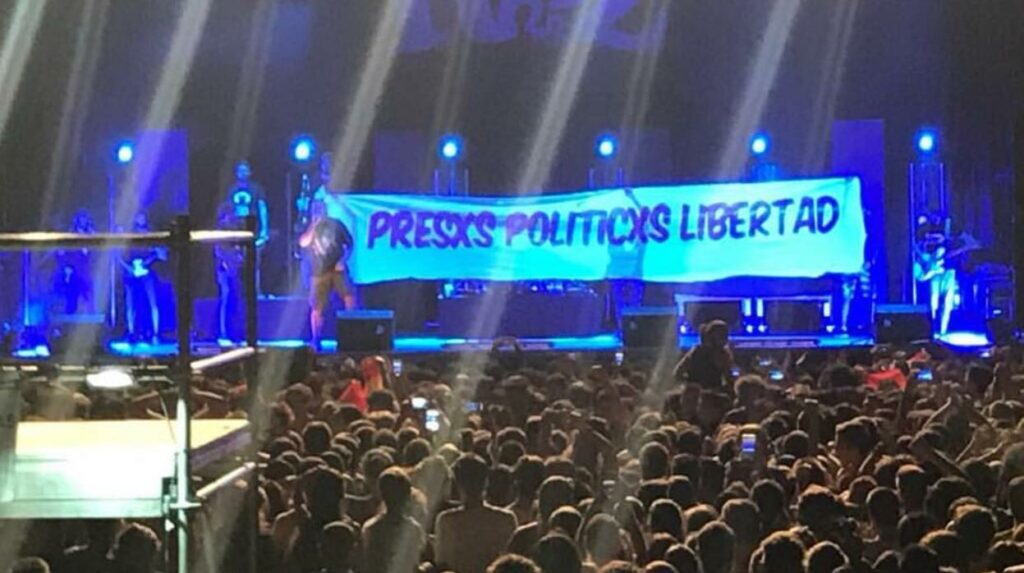 PRESXS POLITICXS LIBERTAD